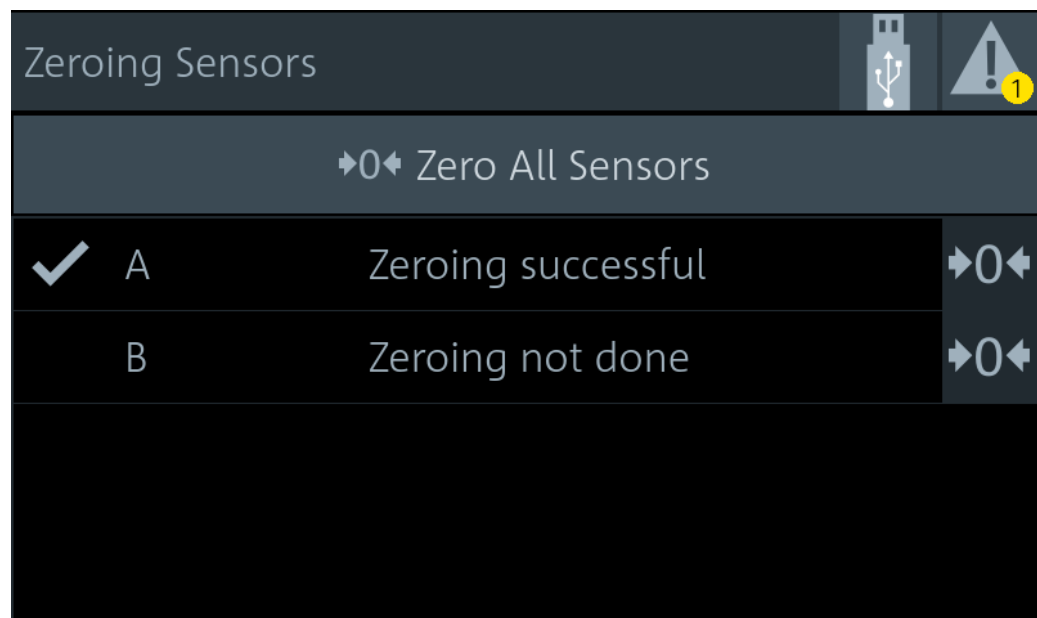 Zeroing Sensors
1
0 Zero All Sensors
A Zeroing successful 0
B Zeroing not done 0